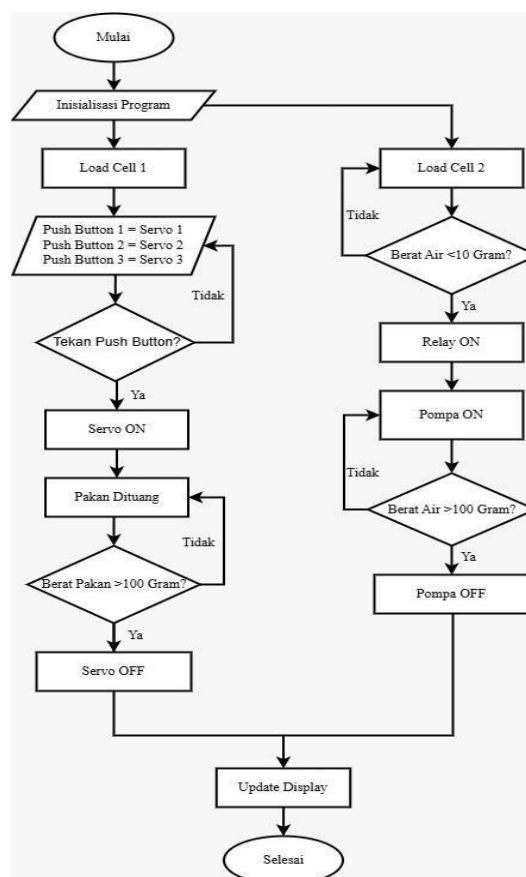 Mulai
Inisialisasi Program
Load Cell 1
Push Button 1 = Servo 1
Push Button 2 = Servo 2
Push Button 3 = Servo 3
Tidak
Tekan Push Button?
Ya
Servo ON
Pakan Dituang
Tidak
Berat Pakan >100 Gram?
Ya
Servo OFF
Load Cell 2
Tidak
Berat Air <10 Gram?
Ya
Relay ON
Pompa ON
Tidak
Berat Air >100 Gram?
Ya
Pompa OFF
Update Display
Selesai